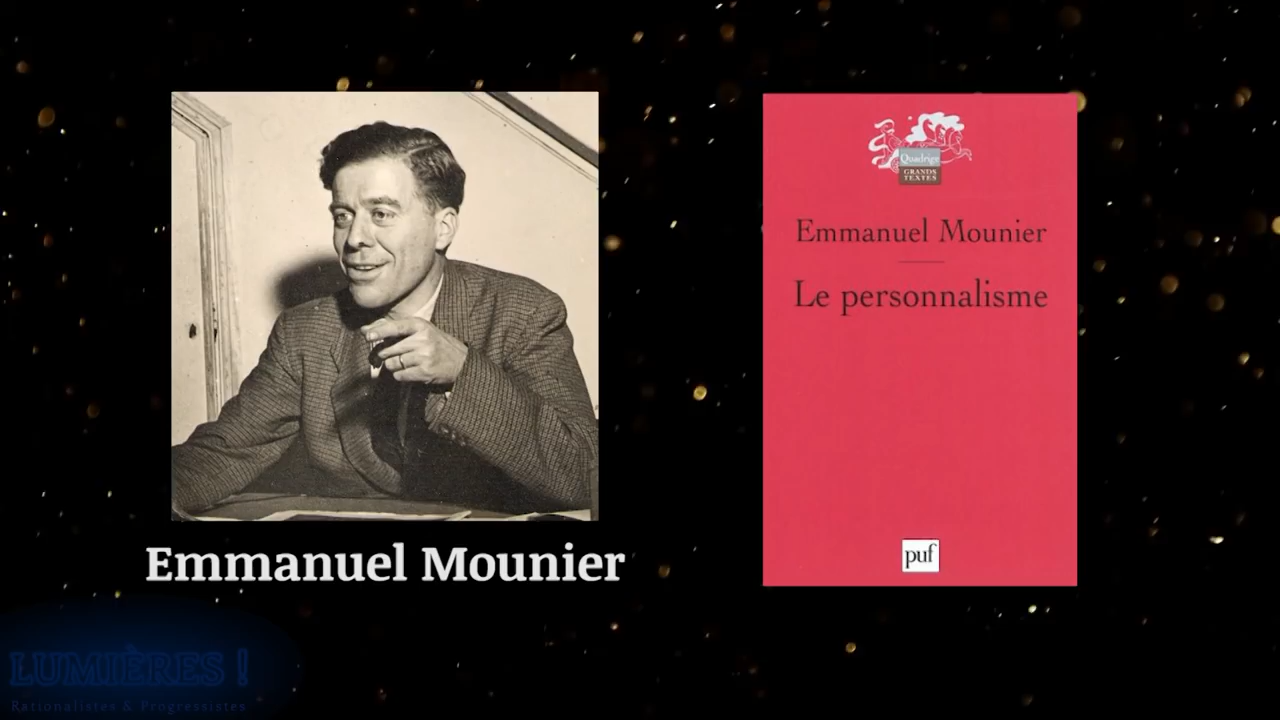 Quadrige
GRANDS
TEXTES
Emmanuel Mounier
Le personnalisme
puf
Emmanuel Mounier
LUMIÈRES !
Rationalistes & Progressistes